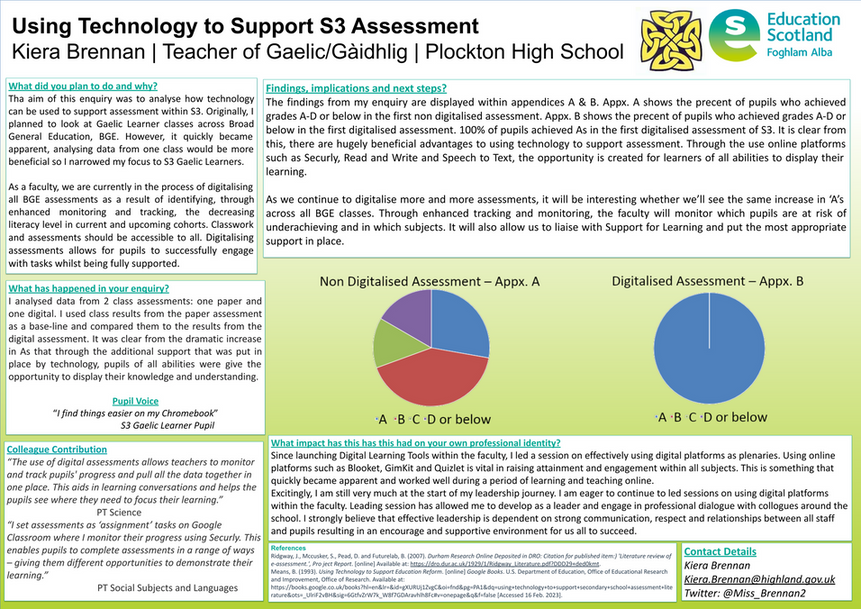 Using Technology to Support S3 Assessment
Kiera Brennan | Teacher of Gaelic/Gàidhlig | Plockton High School
Education
Scotland
Foghlam Alba
What did you plan to do and why?
Tha aim of this enquiry was to analyse how technology
can be used to support assessment within S3. Originally, I
planned to look at Gaelic Learner classes across Broad
General Education, BGE. However, it quickly became
apparent, analysing data from one class would be more
beneficial so I narrowed my focus to S3 Gaelic Learners.
As a faculty, we are currently in the process of digitalising
all BGE assessments as a result of identifying, through
enhanced monitoring and tracking, the decreasing
literacy level in current and upcoming cohorts. Classwork
and assessments should be accessible to all. Digitalising
assessments allows for pupils to successfully engage
with tasks whilst being fully supported.
What has happened in your enquiry?
I analysed data from 2 class assessments: one paper and
one digital. I used class results from the paper assessment
as a base-line and compared them to the results from the
digital assessment. It was clear from the dramatic increase
in As that through the additional support that was put in
place by technology, pupils of all abilities were give the
opportunity to display their knowledge and understanding.
Pupil Voice
"I find things easier on my Chromebook"
S3 Gaelic Learner Pupil
Colleague Contribution
"The use of digital assessments allows teachers to monitor
and track pupils' progress and pull all the data together in
one place. This aids in learning conversations and helps the
pupils see where they need to focus their learning."
PT Science
"I set assessments as 'assignment' tasks on Google
Classroom where I monitor their progress using Securly. This
enables pupils to complete assessments in a range of ways
– giving them different opportunities to demonstrate their
learning."
PT Social Subjects and Languages
Findings, implications and next steps?
The findings from my enquiry are displayed within appendices A & B. Appx. A shows the precent of pupils who achieved
grades A-D or below in the first non digitalised assessment. Appx. B shows the precent of pupils who achieved grades A-D or
below in the first digitalised assessment. 100% of pupils achieved As in the first digitalised assessment of S3. It is clear from
this, there are hugely beneficial advantages to using technology to support assessment. Through the use online platforms
such as Securly, Read and Write and Speech to Text, the opportunity is created for learners of all abilities to display their
learning.
As we continue to digitalise more and more assessments, it will be interesting whether we'll see the same increase in 'A's
across all BGE classes. Through enhanced tracking and monitoring, the faculty will monitor which pupils are at risk of
underachieving and in which subjects. It will also allow us to liaise with Support for Learning and put the most appropriate
support in place.
Non Digitalised Assessment – Appx. A
A B C D or below
Digitalised Assessment – Appx. B
A B C D or below
What impact has this has this had on your own professional identity?
Since launching Digital Learning Tools within the faculty, I led a session on effectively using digital platforms as plenaries. Using online
platforms such as Blooket, GimKit and Quizlet is vital in raising attainment and engagement within all subjects. This is something that
quickly became apparent and worked well during a period of learning and teaching online.
Excitingly, I am still very much at the start of my leadership journey. I am eager to continue to led sessions on using digital platforms
within the faculty. Leading session has allowed me to develop as a leader and engage in professional dialogue with collogues around the
school. I strongly believe that effective leadership is dependent on strong communication, respect and relationships between all staff
and pupils resulting in an encourage and supportive environment for us all to succeed.
References
Ridgway, J., Mccusker, S., Pead, D. and Futurelab, B. (2007). Durham Research Online Deposited in DRO: Citation for published item:) 'Literature review of
e-assessment.', Project Report. [online] Available at: https://dro.dur.ac.uk/1929/1/Ridgway_Literature.pdf?DDD29+ded0kmt.
Means, B. (1993). Using Technology to Support Education Reform. [online] Google Books. U.S. Department of Education, Office of Educational Research
and Improvement, Office of Research. Available at:
[Accessed 16 Feb. 2023].
Contact Details
Kiera Brennan
Kiera.Brennan@highland.gov.uk
Twitter: @Miss_Brennan2